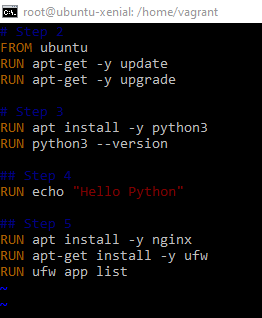 root@ubuntu-xenial: /home/vagrant
# Step 2
FROM ubuntu
RUN apt-get -y update
RUN apt-get -y upgrade
# Step 3
RUN apt install -y python3
RUN python3 --version
## Step 4
RUN echo "Hello Python"
## Step 5
RUN apt install -y nginx
RUN apt-get install -y ufw
RUN ufw app list
~
~